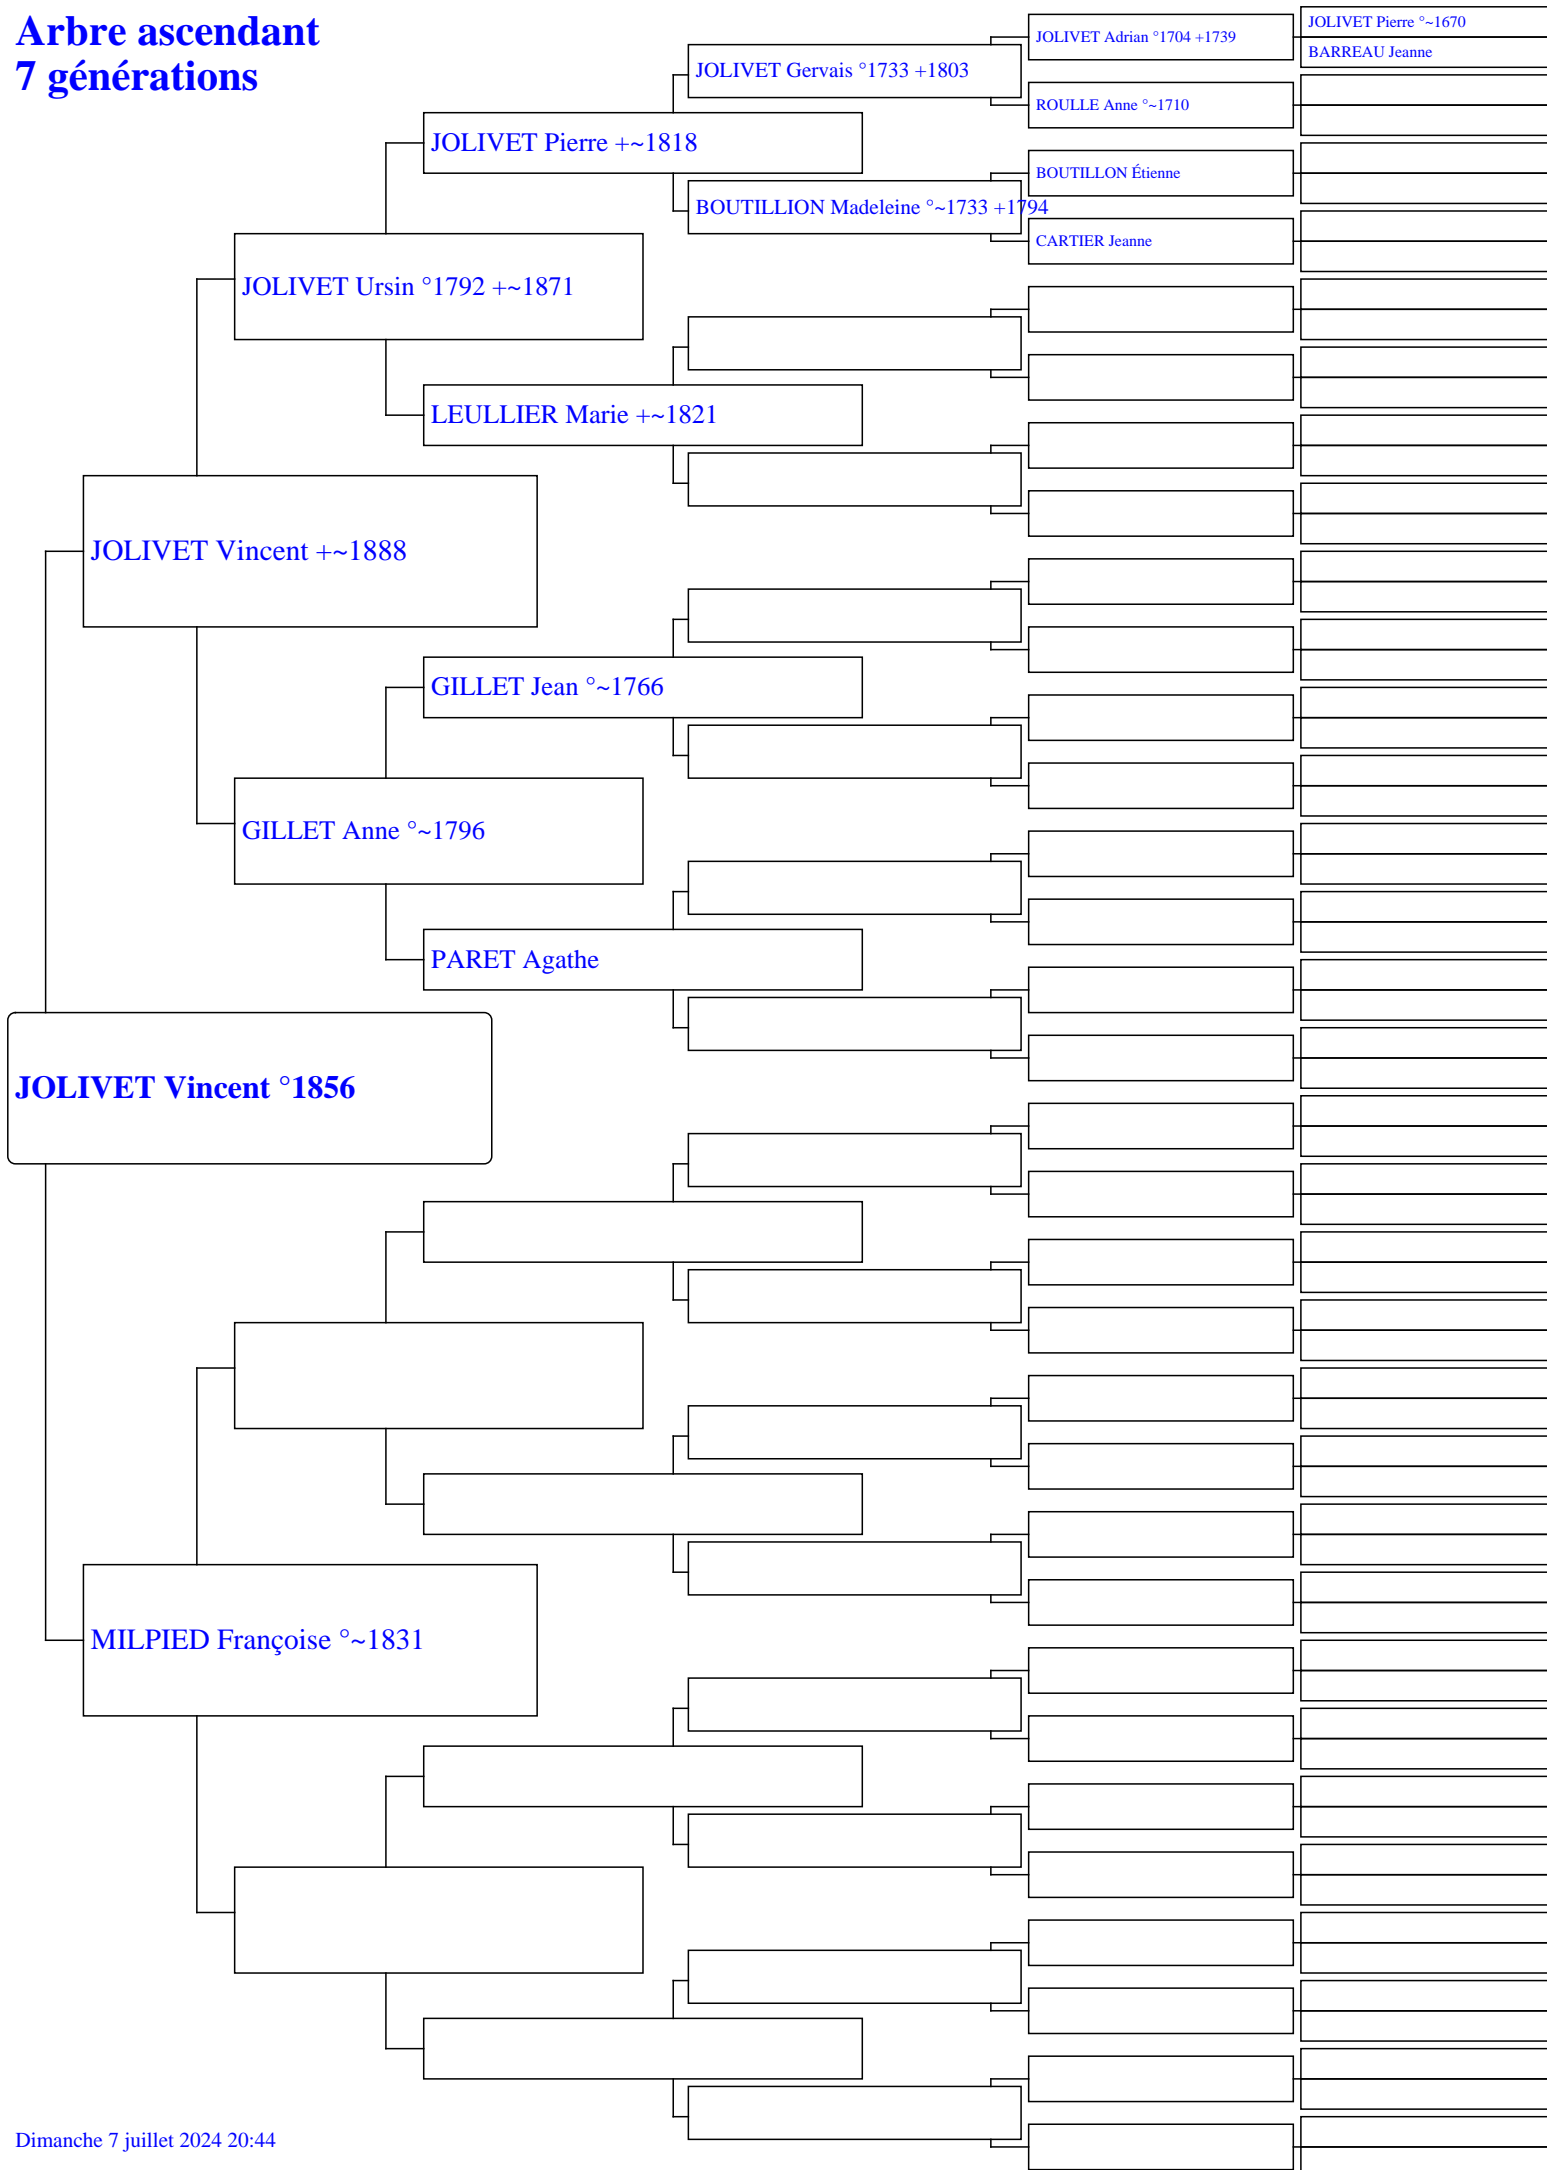 Arbre ascendant
7 générations
JOLIVET Pierre °~1670
BARREAU Jeanne
JOLIVET Adrian °1704 +1739
JOLIVET Gervais °1733 +1803
ROULLE Anne °~1710
JOLIVET Pierre +~1818
BOUTILLON Étienne
BOUTILLION Madeleine °~1733 +1794
CARTIER Jeanne
JOLIVET Ursin °1792 +~1871
LEULLIER Marie +~1821
JOLIVET Vincent +~1888
GILLET Jean °~1766
GILLET Anne °~1796
PARET Agathe
JOLIVET Vincent °1856
MILPIED Françoise °~1831
Dimanche 7 juillet 2024 20:44